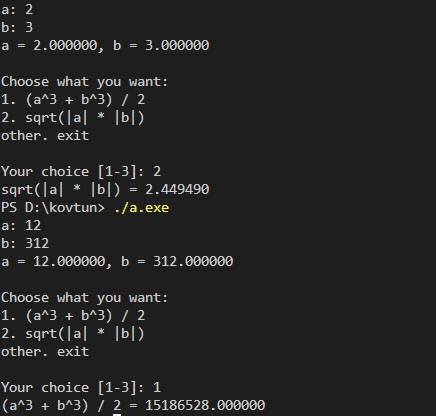 a: 2
b: 3
a = 2.000000, b = 3.000000
Choose what you want:
1. (a^3 + b^3) / 2
2. sqrt(|a| * |b|)
other. exit
Your choice [1-3]: 2
sqrt(|a| * |b|) = 2.449490
PS D:\kovtun> ./a.exe
a: 12
b: 312
a = 12.000000, b = 312.000000
Choose what you want:
1. (a^3 + b^3) / 2
2. sqrt(|a| * |b|)
other. exit
Your choice [1-3]: 1
(a^3 + b^3) / 2 = 15186528.000000